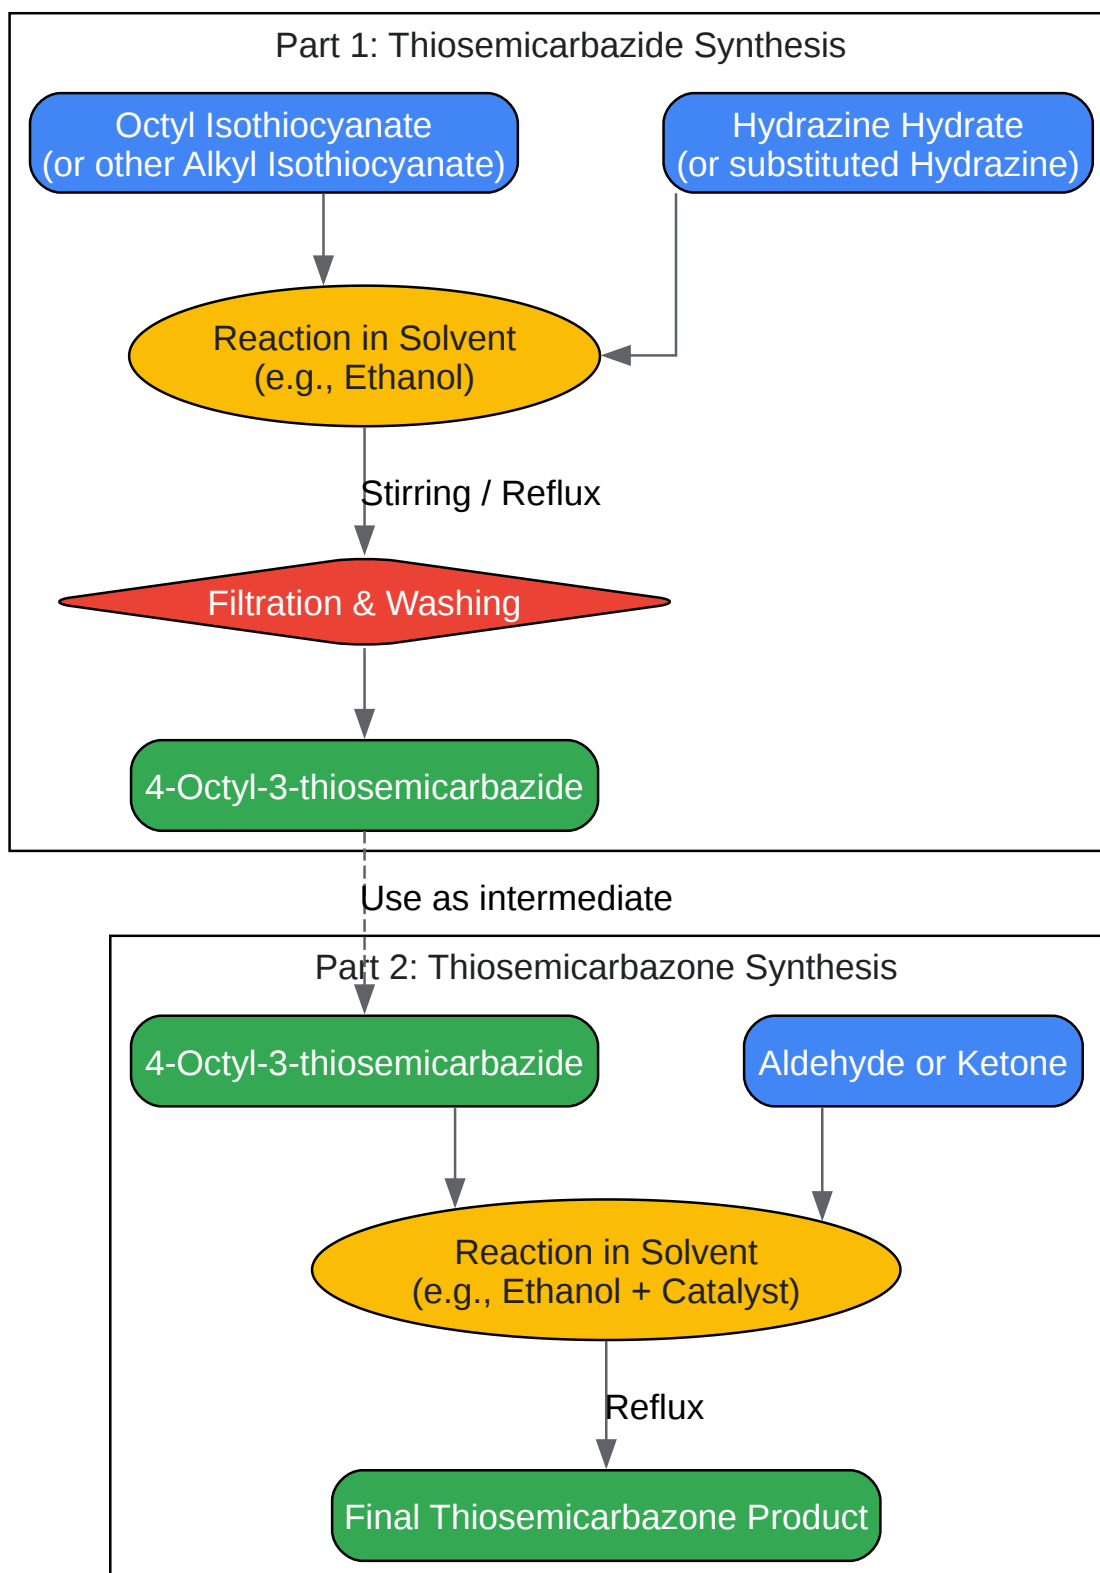 Part 1: Thiosemicarbazide Synthesis
Octyl Isothiocyanate
(or other Alkyl Isothiocyanate)
Hydrazine Hydrate
(or substituted Hydrazine)
Reaction in Solvent
(e.g., Ethanol)
Stirring / Reflux
Filtration & Washing
4-Octyl-3-thiosemicarbazide
Use as intermediate
Part 2: Thiosemicarbazone Synthesis
4-Octyl-3-thiosemicarbazide
Aldehyde or Ketone
Reaction in Solvent
(e.g., Ethanol + Catalyst)
Reflux
Final Thiosemicarbazone Product